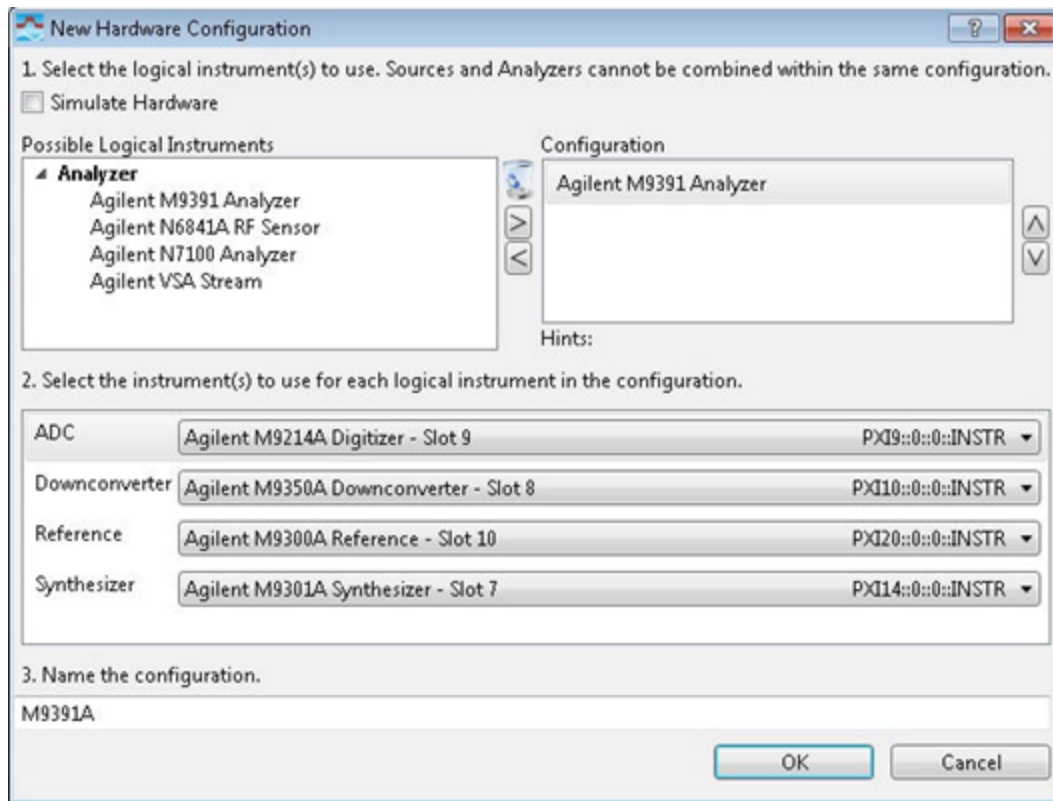 New Hardware Configuration
1. Select the logical instrument(s) to use. Sources and Analyzers cannot be combined within the same configuration.
Simulate Hardware
Possible Logical Instruments
Configuration
Analyzer
Agilent M9391 Analyzer
Agilent N6841A RF Sensor
Agilent N7100 Analyzer
Agilent VSA Stream
>
<
Agilent M9391 Analyzer
Hints:
2. Select the instrument(s) to use for each logical instrument in the configuration.
ADC Agilent M9214A Digitizer - Slot 9 PXI9::0::0::INSTR
Downconverter Agilent M9350A Downconverter - Slot 8 PXI10::0::0::INSTR
Reference Agilent M9300A Reference - Slot 10 PXI20::0::0::INSTR
Synthesizer Agilent M9301A Synthesizer - Slot 7 PXI14::0::0::INSTR
3. Name the configuration.
M9391A
OK Cancel